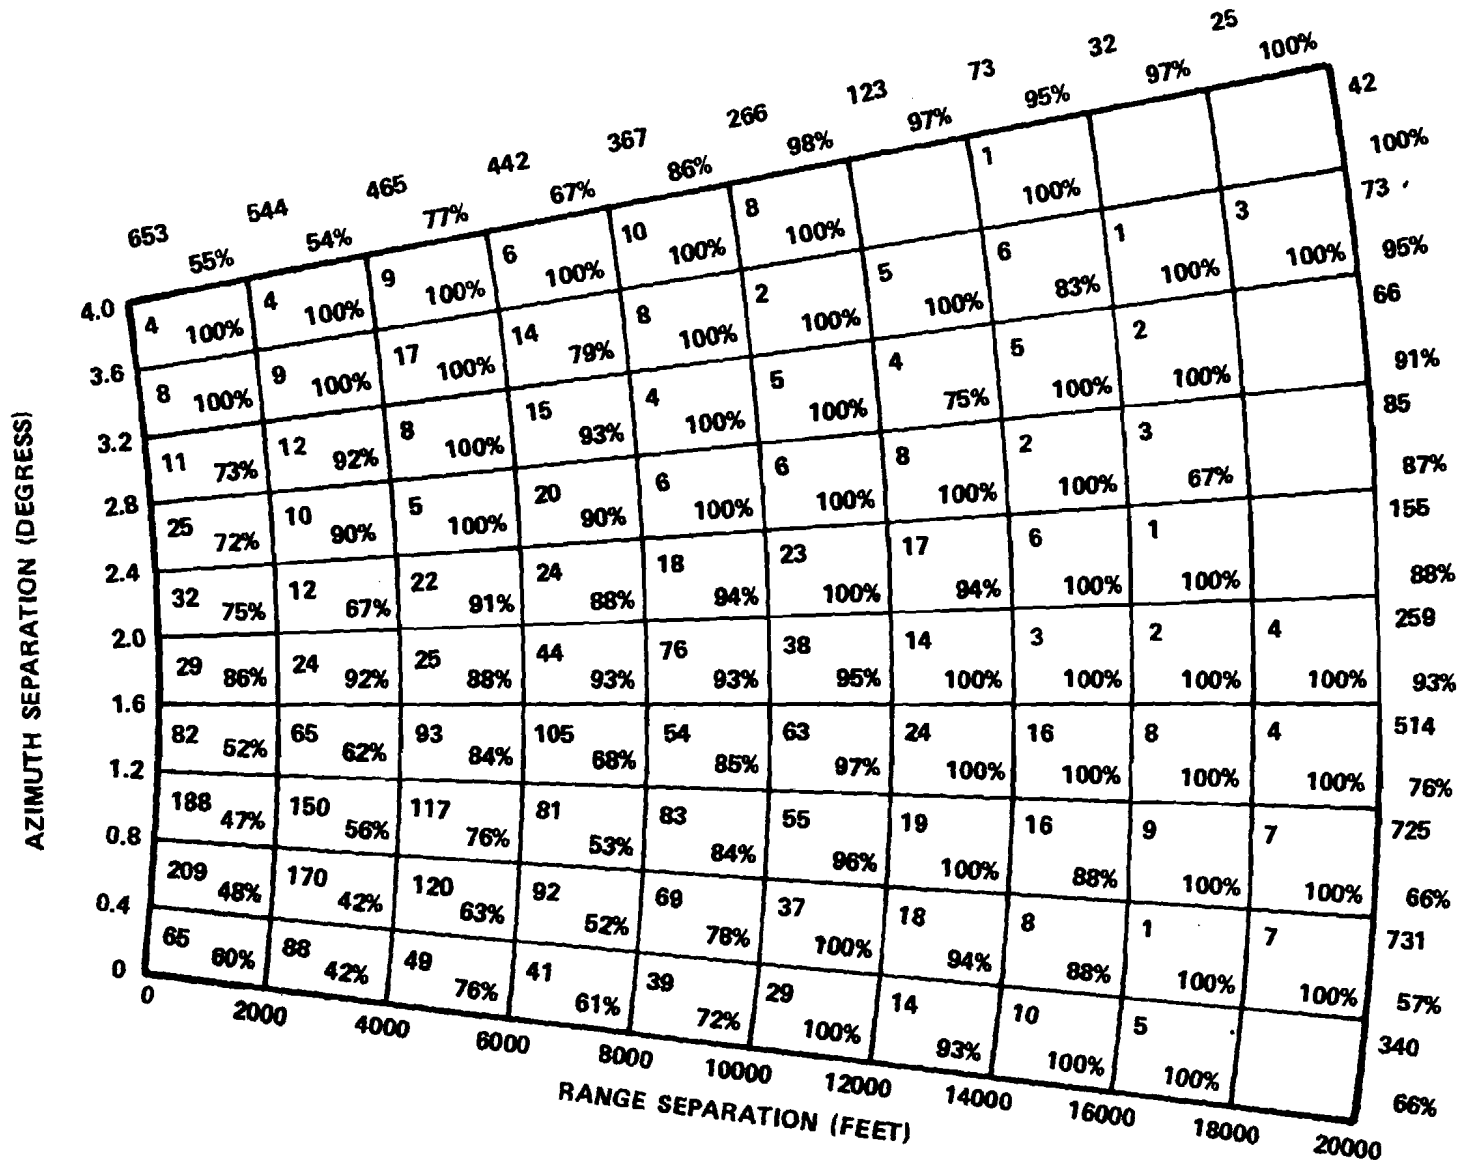 653 544 465 442 367 266 123 73 32 25
55% 54% 77% 67% 86% 98% 97% 95% 97% 100%
4.0
4 100% 4 100% 9 100% 6 100% 10 100% 8 100% 1 100% 42 100%
3.6
8 100% 9 100% 17 100% 14 79% 8 100% 2 100% 5 100% 6 83% 1 100% 3 100% 73 95%
3.2
11 73% 12 92% 8 100% 15 93% 4 100% 5 100% 4 75% 5 100% 2 100% 66 91%
2.8
25 72% 10 90% 5 100% 20 90% 6 100% 6 100% 8 100% 2 100% 3 67% 85 87%
2.4
32 75% 12 67% 22 91% 24 88% 18 94% 23 100% 17 94% 6 100% 1 100% 155 88%
2.0
29 86% 24 92% 25 88% 44 93% 76 93% 38 95% 14 100% 3 100% 2 100% 4 100% 259 93%
1.6
82 52% 65 62% 93 84% 105 68% 54 85% 63 97% 24 100% 16 100% 8 100% 4 100% 514 76%
1.2
188 47% 150 56% 117 76% 81 53% 83 84% 55 96% 19 100% 16 88% 9 100% 7 100% 725 66%
0.8
209 48% 170 42% 120 63% 92 52% 69 78% 37 100% 18 94% 8 88% 1 100% 7 100% 731 57%
0.4
65 60% 88 42% 49 76% 41 61% 39 72% 29 100% 14 93% 10 100% 5 100% 340 66%
0
0 2000 4000 6000 8000 10000 12000 14000 16000 18000 20000
AZIMUTH SEPARATION (DEGRESS)
RANGE SEPARATION (FEET)